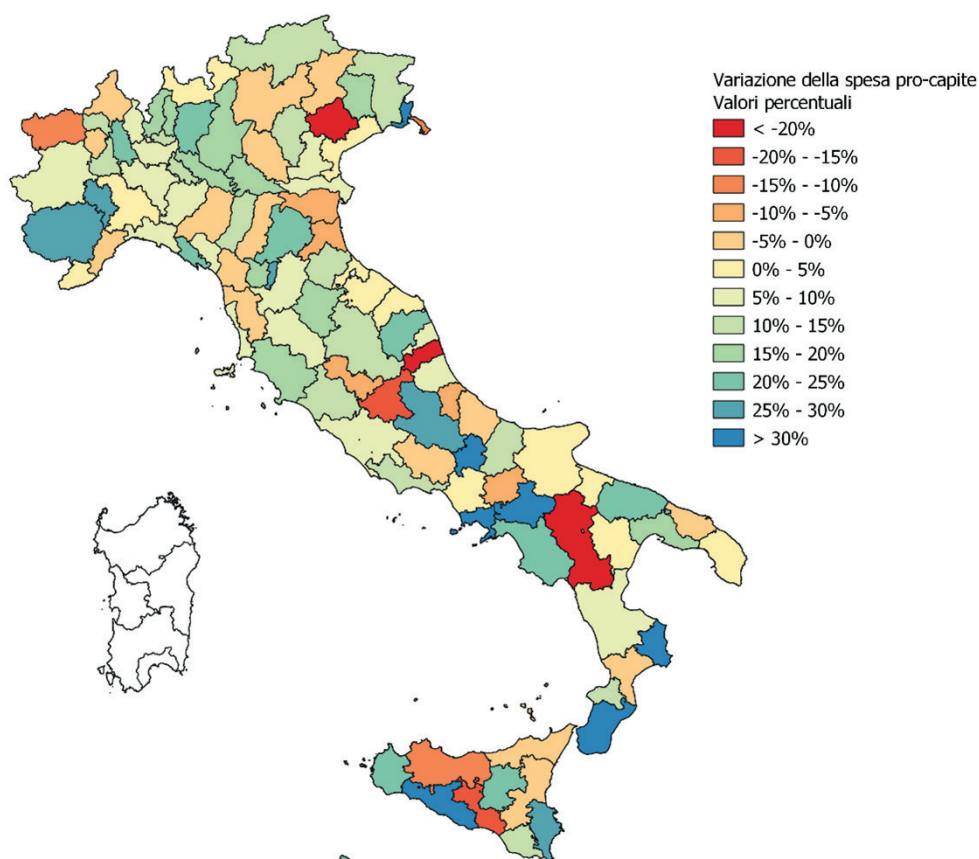 Variazione della spesa pro-capite
Valori percentuali
< -20%
-20% - -15%
-15% - -10%
-10% - -5%
-5% - 0%
0% - 5%
5% - 10%
10% - 15%
15% - 20%
20% - 25%
25% - 30%
> 30%